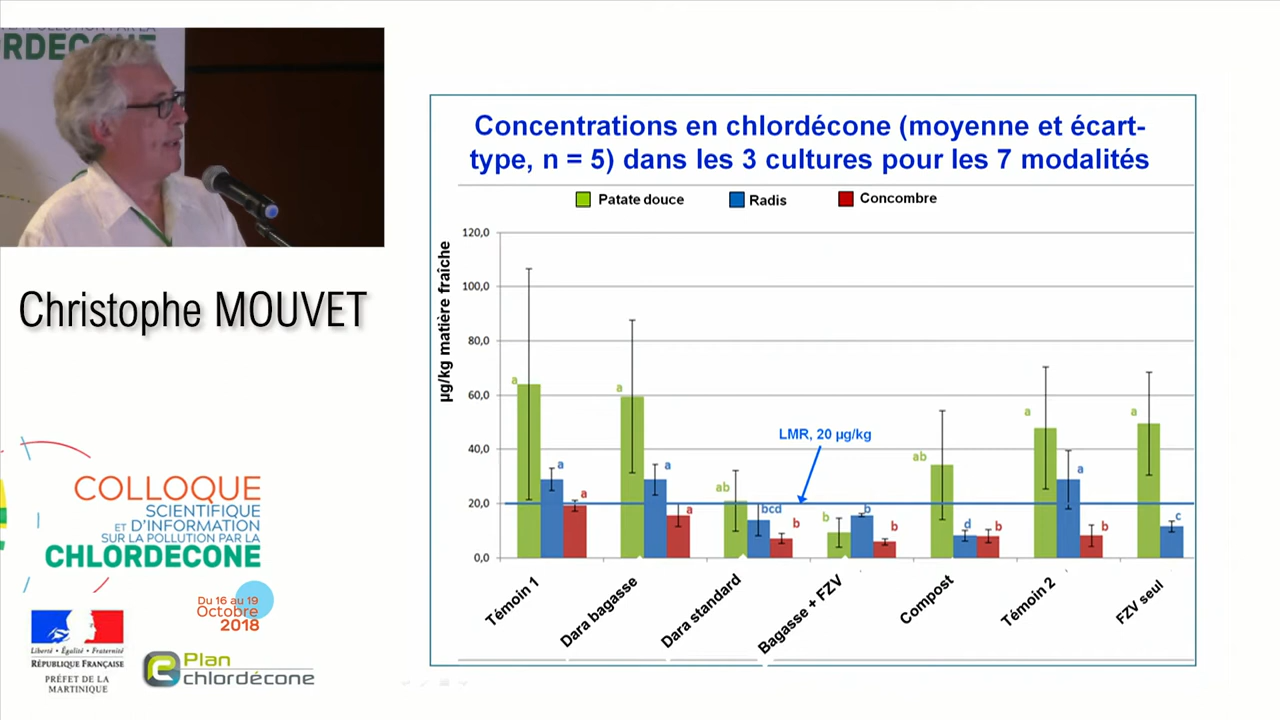 RDECONE
Christophe MOUVET
COLLOQUE
SCIENTIFIQUE
ET D'INFORMATION
SUR LA POLLUTION PAR LA
CHLORDECONE
Du 16 au 19
Octobre
2018
Liberté • Égalité • Fraternité
RÉPUBLIQUE FRANÇAISE
PRÉFET DE LA
MARTINIQUE
Plan
chlordécone
Concentrations en chlordécone (moyenne et écart-
type, n = 5) dans les 3 cultures pour les 7 modalités
Patate douce Radis Concombre
µg/kg matière fraîche
120,0
100,0
80,0
60,0
40,0
20,0
0,0
LMR, 20 µg/kg
a a a
a a a
ab bcd b
b b b
ab d b
a a b
a c
Témoin 1
Dara bagasse
Dara standard
Bagasse + FZV
Compost
Témoin 2
FZV seul